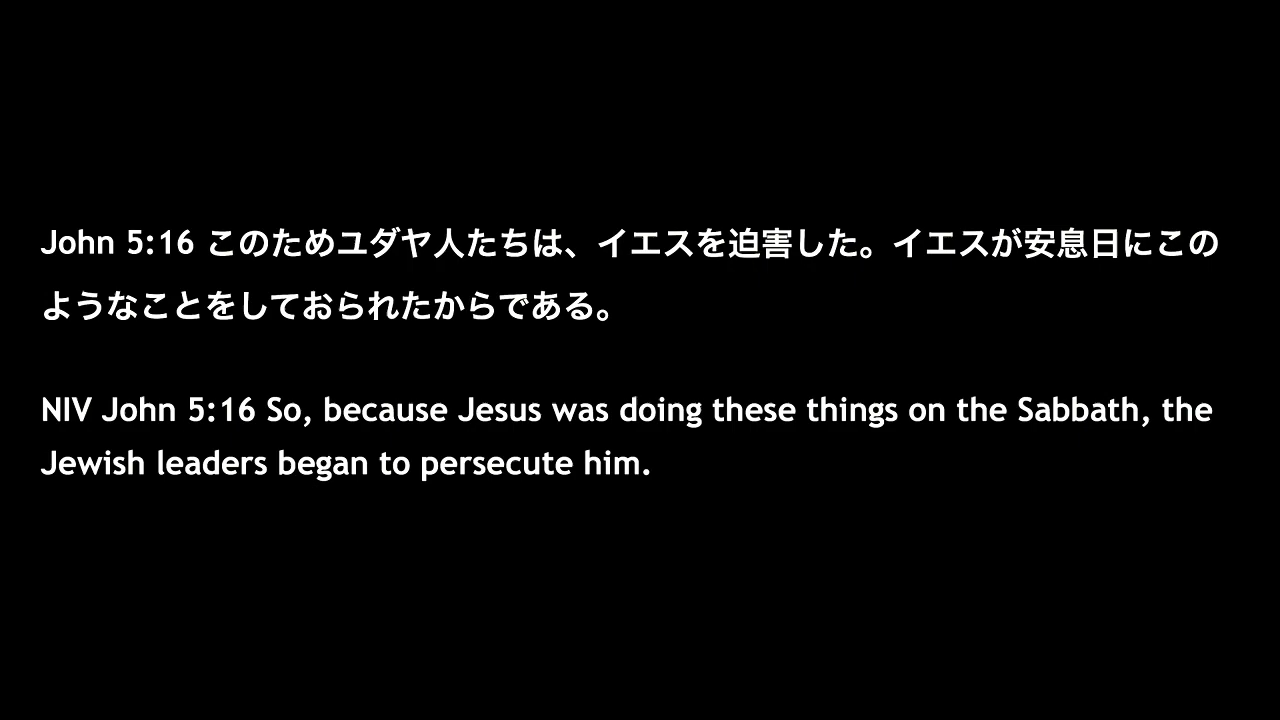 John 5:16 このためユダヤ人たちは、イエスを迫害した。イエスが安息日にこの
ようなことをしておられたからである。
NIV John 5:16 So, because Jesus was doing these things on the Sabbath, the
Jewish leaders began to persecute him.